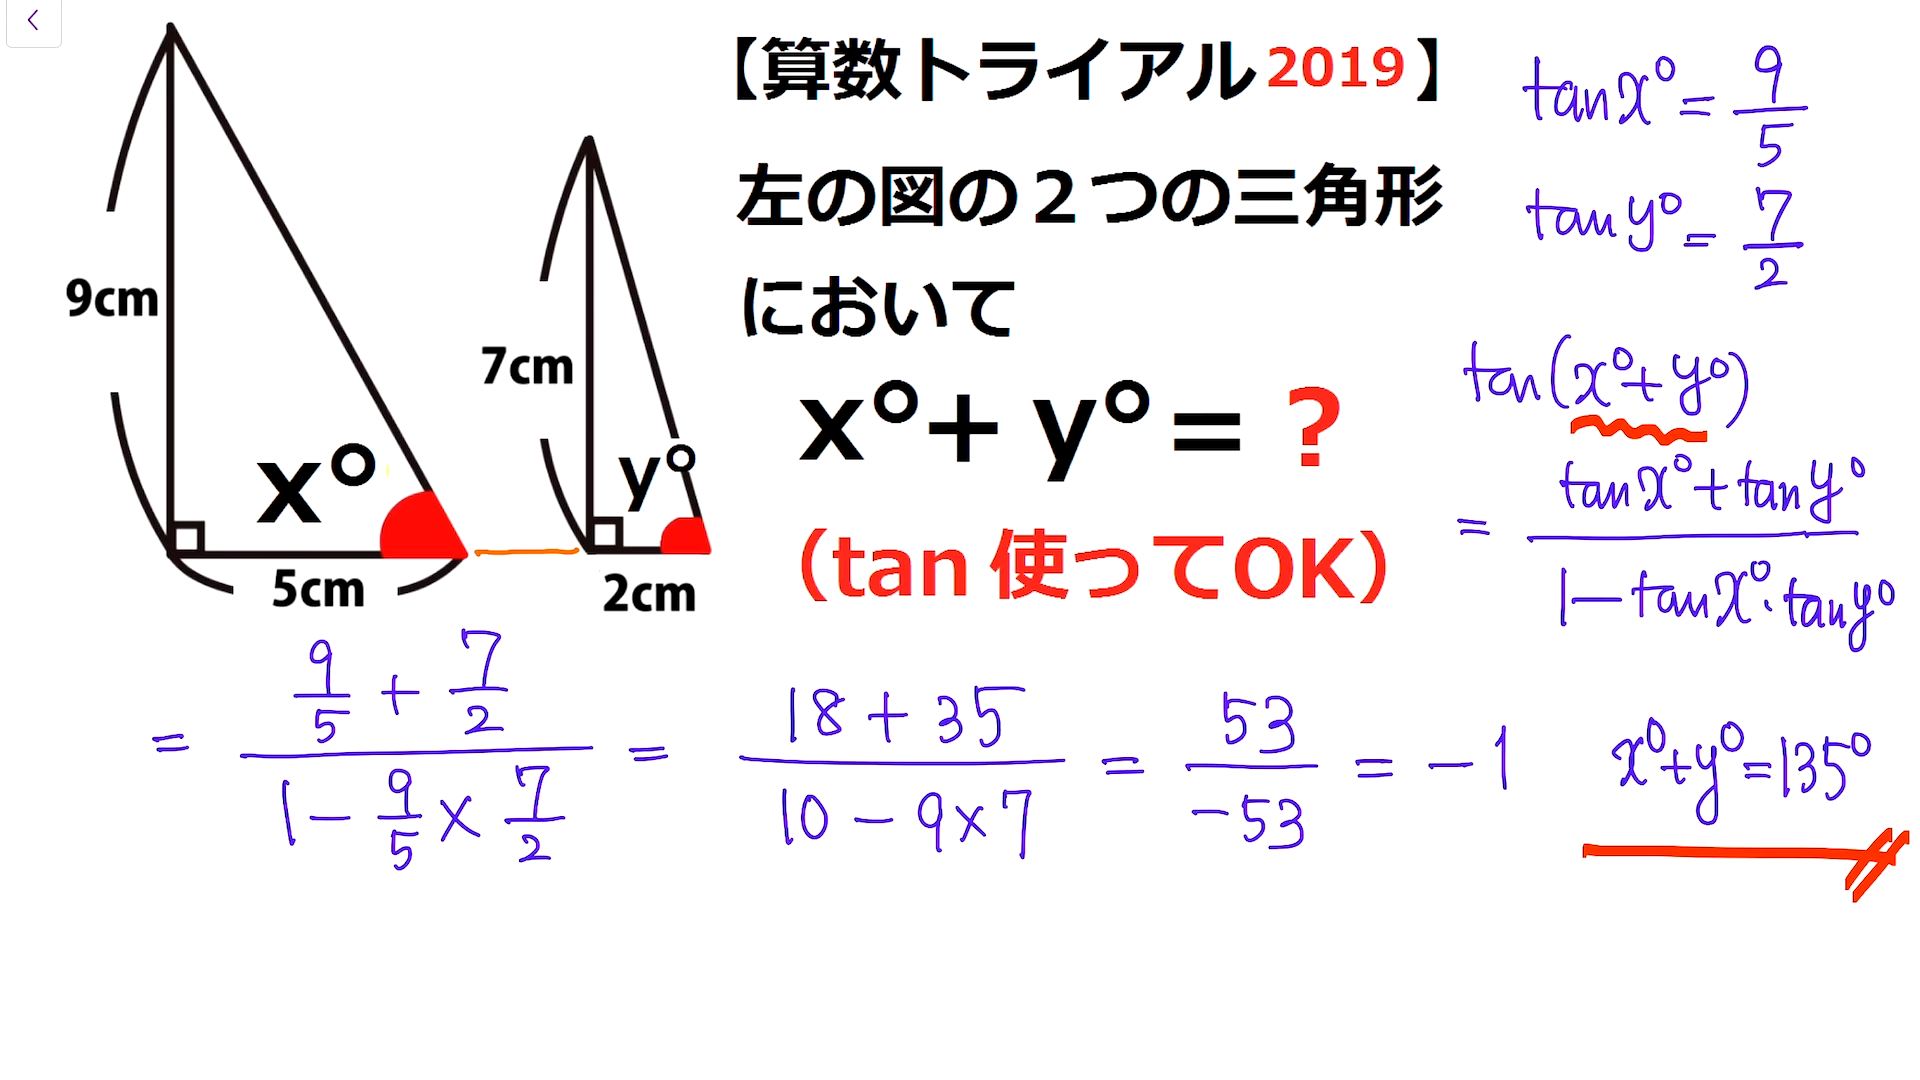 【算数トライアル2019】
左の図の２つの三角形
において
x°+ y°= ?
（tan 使ってOK）
9cm
x°
5cm
7cm
y°
2cm
tan x° = 9/5
tan y° = 7/2
tan(x°+y°)
= (tan x° + tan y°)/(1 - tan x°・tan y°)
= (9/5 + 7/2)/(1 - 9/5 × 7/2) = (18 + 35)/(10 - 9×7) = 53/-53 = -1
x°+y°=135°